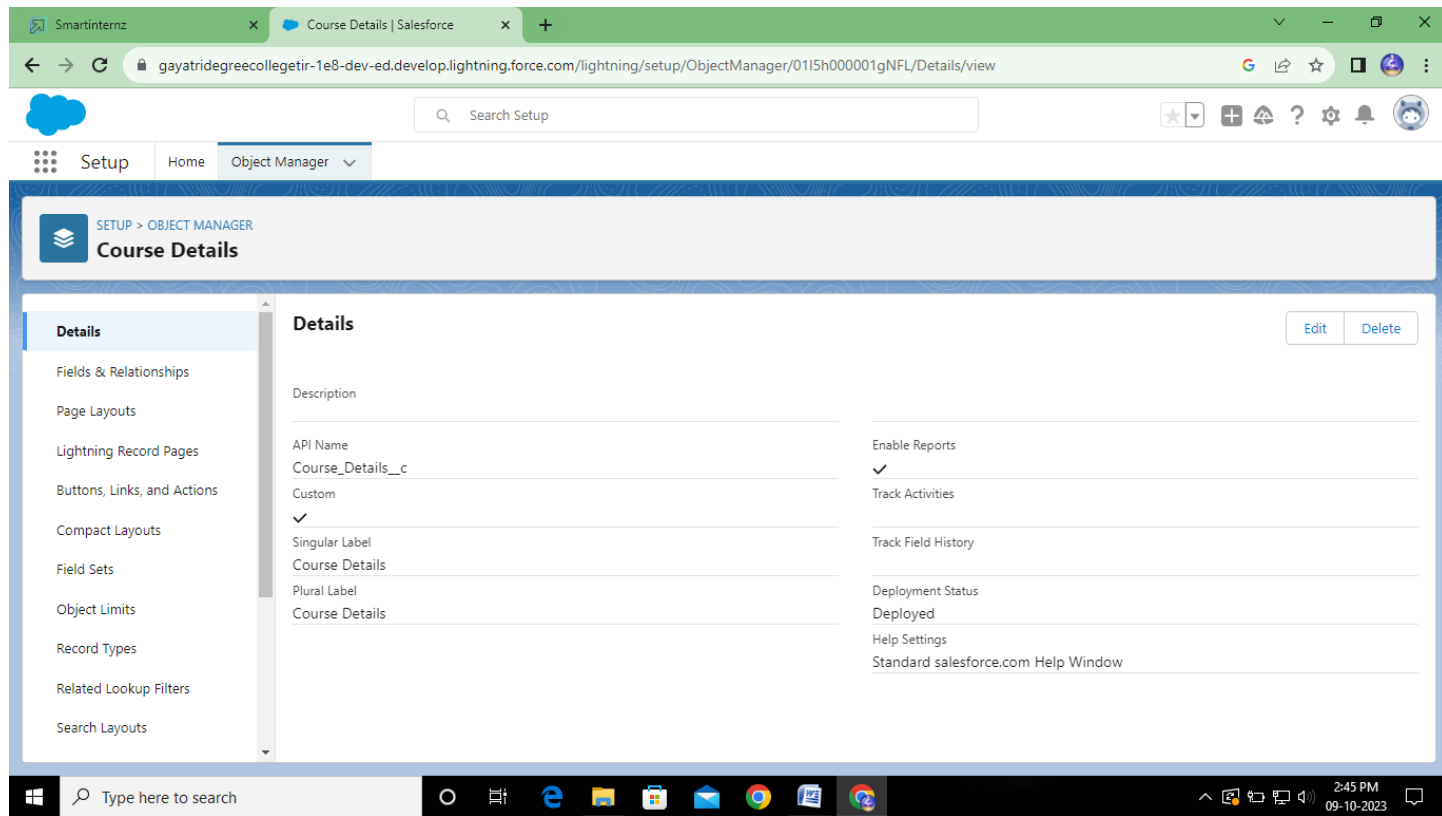 Smartinternz
Course Details | Salesforce
gayatridegreecollegetir-1e8-dev-ed.develop.lightning.force.com/lightning/setup/ObjectManager/01I5h000001gNFL/Details/view
Search Setup
Setup
Home
Object Manager
SETUP > OBJECT MANAGER
Course Details
Details
Fields & Relationships
Page Layouts
Lightning Record Pages
Buttons, Links, and Actions
Compact Layouts
Field Sets
Object Limits
Record Types
Related Lookup Filters
Search Layouts
Details
Edit
Delete
Description
API Name
Course_Details__c
Custom
Singular Label
Course Details
Plural Label
Course Details
Enable Reports
Track Activities
Track Field History
Deployment Status
Deployed
Help Settings
Standard salesforce.com Help Window
Type here to search
2:45 PM
09-10-2023